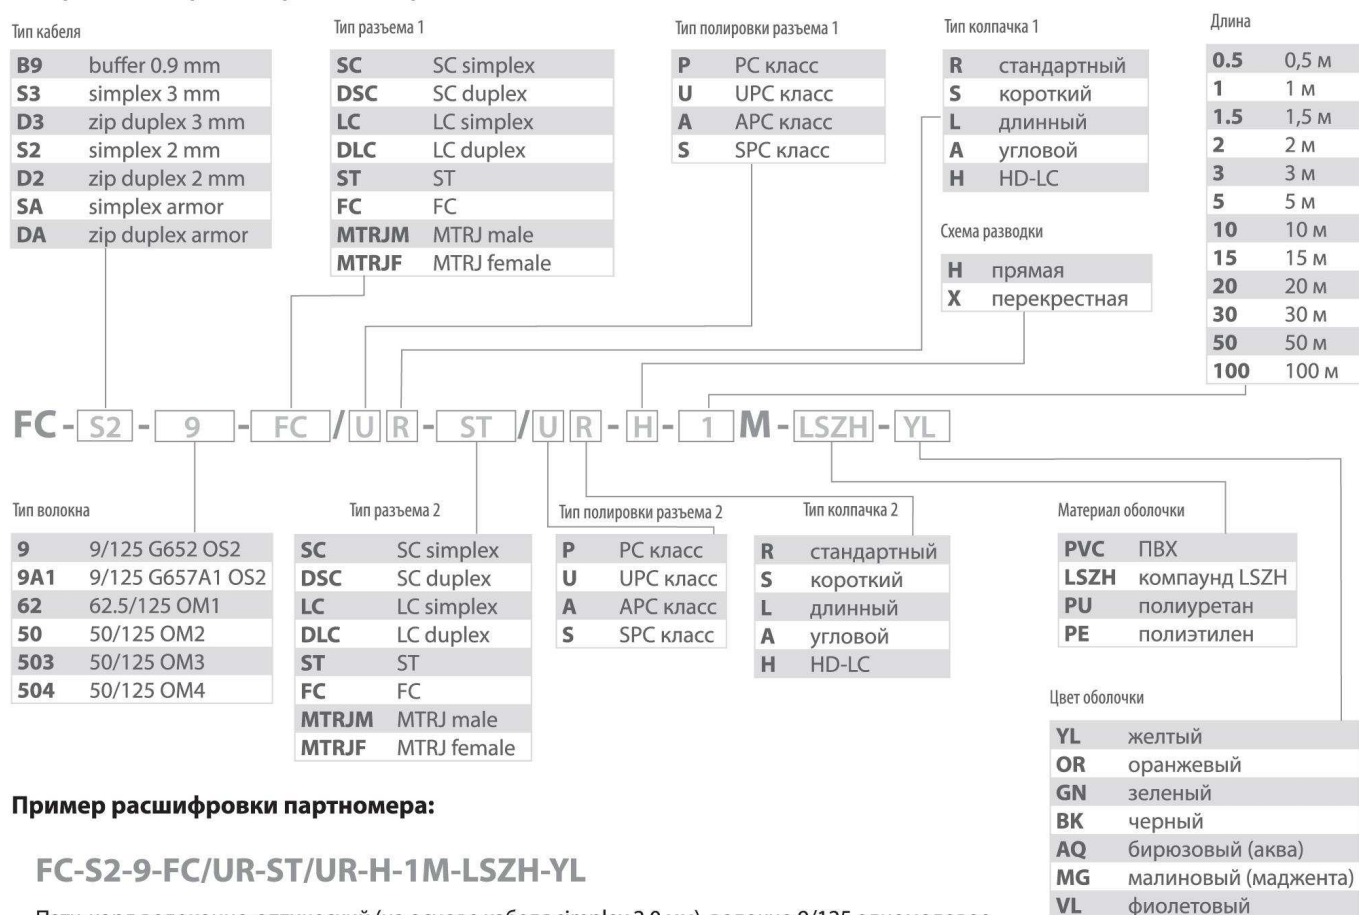 Тип кабеля
B9 buffer 0.9 mm
S3 simplex 3 mm
D3 zip duplex 3 mm
S2 simplex 2 mm
D2 zip duplex 2 mm
SA simplex armor
DA zip duplex armor
Тип разъема 1
SC SC simplex
DSC SC duplex
LC LC simplex
DLC LC duplex
ST ST
FC FC
MTRJM MTRJ male
MTRJF MTRJ female
Тип полировки разъема 1
P PC класс
U UPC класс
A APC класс
S SPC класс
Тип колпачка 1
R стандартный
S короткий
L длинный
A угловой
H HD-LC
Схема разводки
H прямая
X перекрестная
Длина
0.5 0,5 м
1 1 м
1.5 1,5 м
2 2 м
3 3 м
5 5 м
10 10 м
15 15 м
20 20 м
30 30 м
50 50 м
100 100 м
FC - S2 - 9 - FC / U R - ST / U R - H - 1 M - LSZH - YL
Тип волокна
9 9/125 G652 OS2
9A1 9/125 G657A1 OS2
62 62.5/125 OM1
50 50/125 OM2
503 50/125 OM3
504 50/125 OM4
Тип разъема 2
SC SC simplex
DSC SC duplex
LC LC simplex
DLC LC duplex
ST ST
FC FC
MTRJM MTRJ male
MTRJF MTRJ female
Тип полировки разъема 2
P PC класс
U UPC класс
A APC класс
S SPC класс
Тип колпачка 2
R стандартный
S короткий
L длинный
A угловой
H HD-LC
Материал оболочки
PVC ПВХ
LSZH компаунд LSZH
PU полиуретан
PE полиэтилен
Цвет оболочки
YL желтый
OR оранжевый
GN зеленый
BK черный
AQ бирюзовый (аква)
MG малиновый (маджента)
VL фиолетовый
Пример расшифровки партномера:
FC-S2-9-FC/UR-ST/UR-H-1M-LSZH-YL